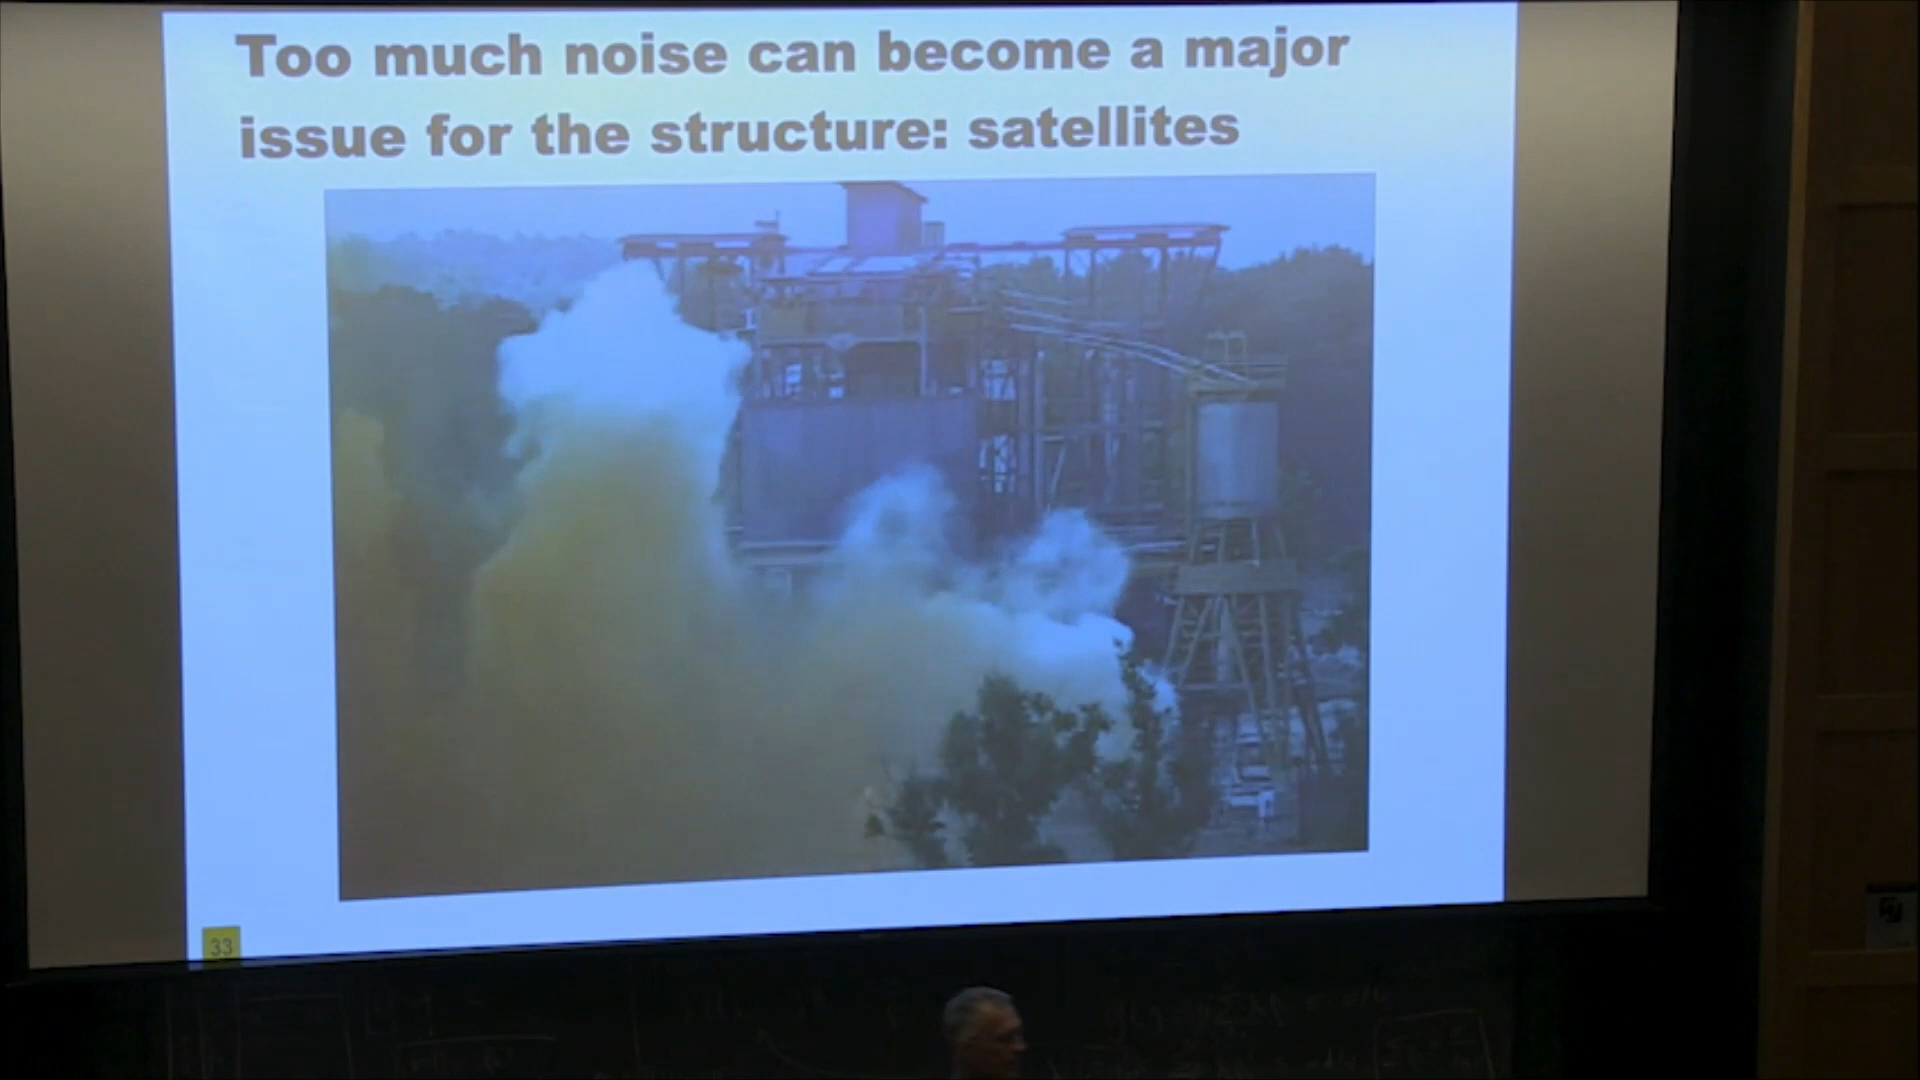 Too much noise can become a major
issue for the structure: satellites
33